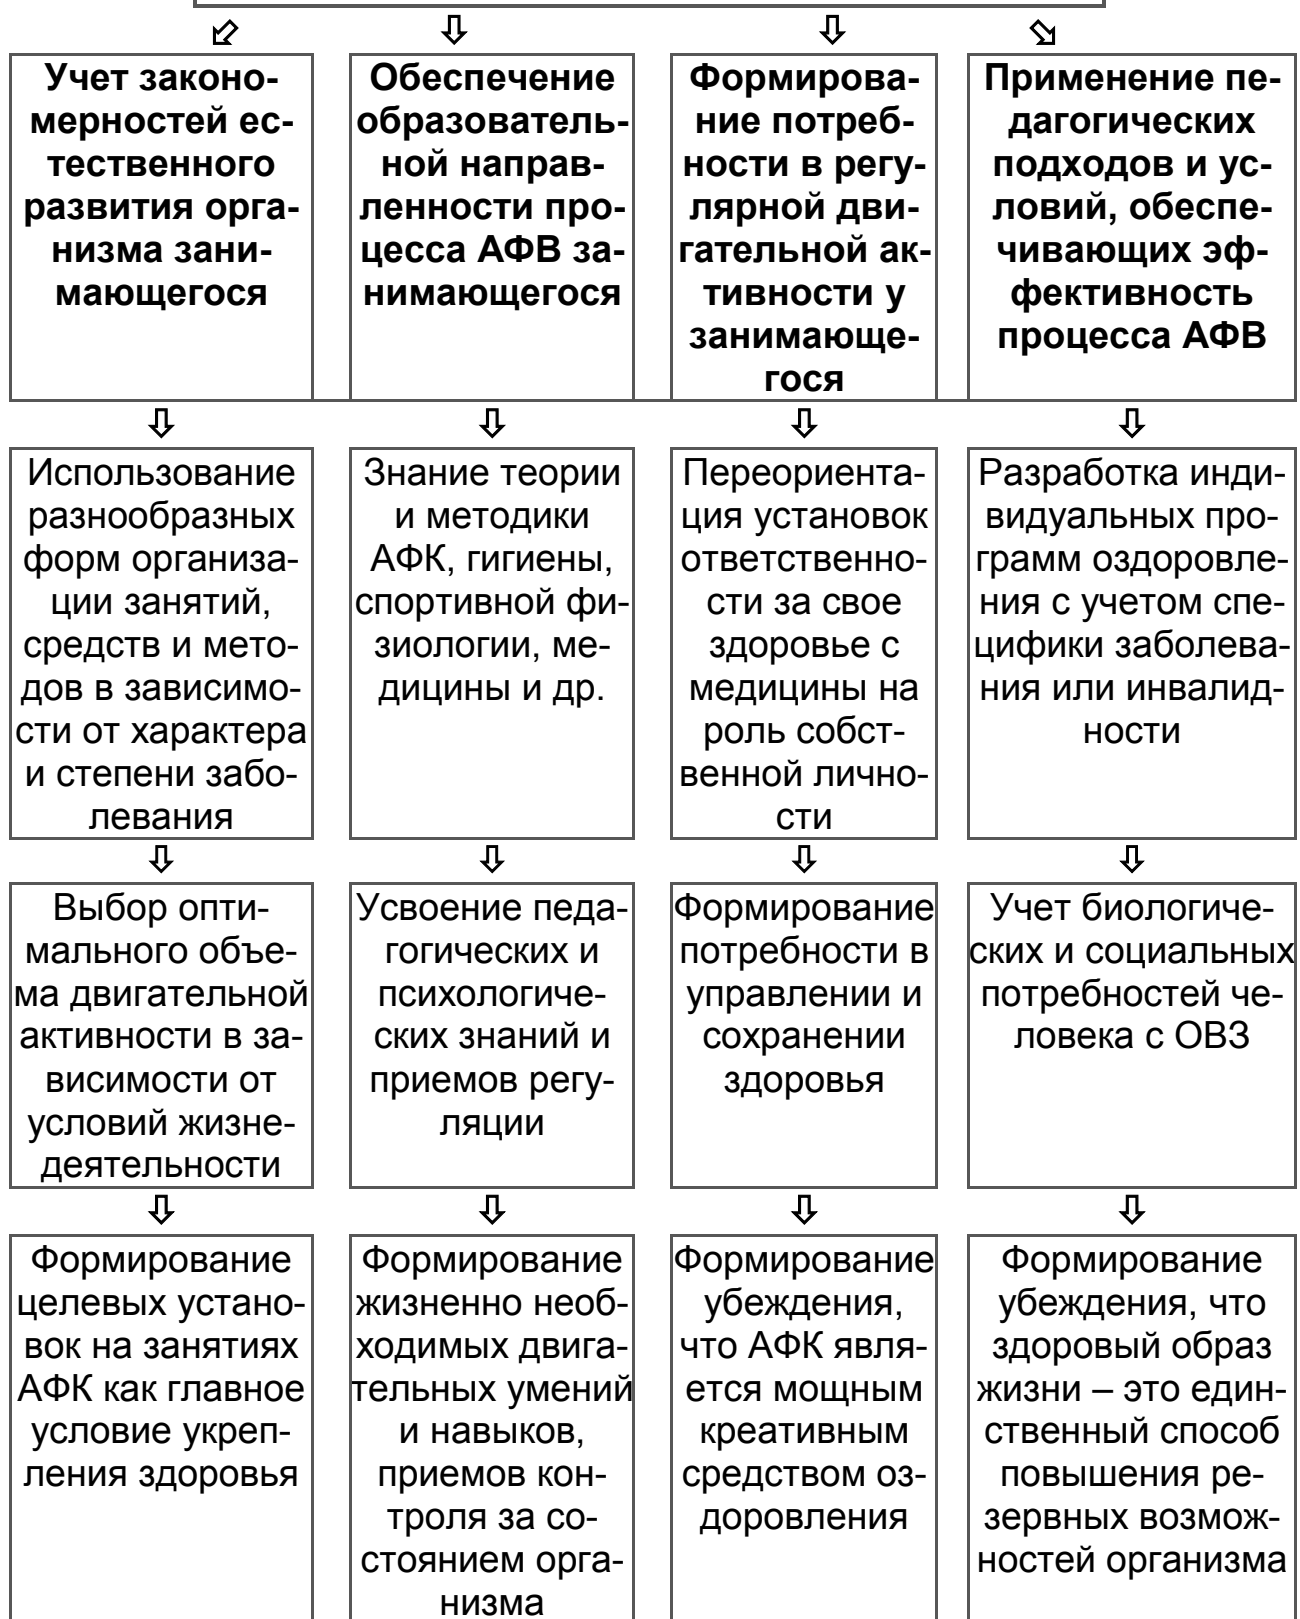 Учет законо-
мерностей ес-
тественного
развития орга-
низма зани-
мающегося
Обеспечение
образователь-
ной направ-
ленности про-
цесса АФВ за-
нимающегося
Формирова-
ние потреб-
ности в регу-
лярной дви-
гательной ак-
тивности у
занимающе-
гося
Применение пе-
дагогических
подходов и ус-
ловий, обеспе-
чивающих эф-
фективность
процесса АФВ
Использование
разнообразных
форм организа-
ции занятий,
средств и мето-
дов в зависимо-
сти от характера
и степени забо-
левания
Знание теории
и методики
АФК, гигиены,
спортивной фи-
зиологии, ме-
дицины и др.
Переориента-
ция установок
ответственно-
сти за свое
здоровье с
медицины на
роль собст-
венной лично-
сти
Разработка инди-
видуальных про-
грамм оздоровле-
ния с учетом спе-
цифики заболева-
ния или инвалид-
ности
Выбор опти-
мального объе-
ма двигательной
активности в за-
висимости от
условий жизне-
деятельности
Усвоение педа-
гогических и
психологиче-
ских знаний и
приемов регу-
ляции
Формирование
потребности в
управлении и
сохранении
здоровья
Учет биологиче-
ских и социальных
потребностей че-
ловека с ОВЗ
Формирование
целевых устано-
вок на занятиях
АФК как главное
условие укреп-
ления здоровья
Формирование
жизненно необ-
ходимых двига-
тельных умений
и навыков,
приемов кон-
троля за со-
стоянием орга-
низма
Формирование
убеждения,
что АФК явля-
ется мощным
креативным
средством оз-
доровления
Формирование
убеждения, что
здоровый образ
жизни – это един-
ственный способ
повышения ре-
зервных возмож-
ностей организма